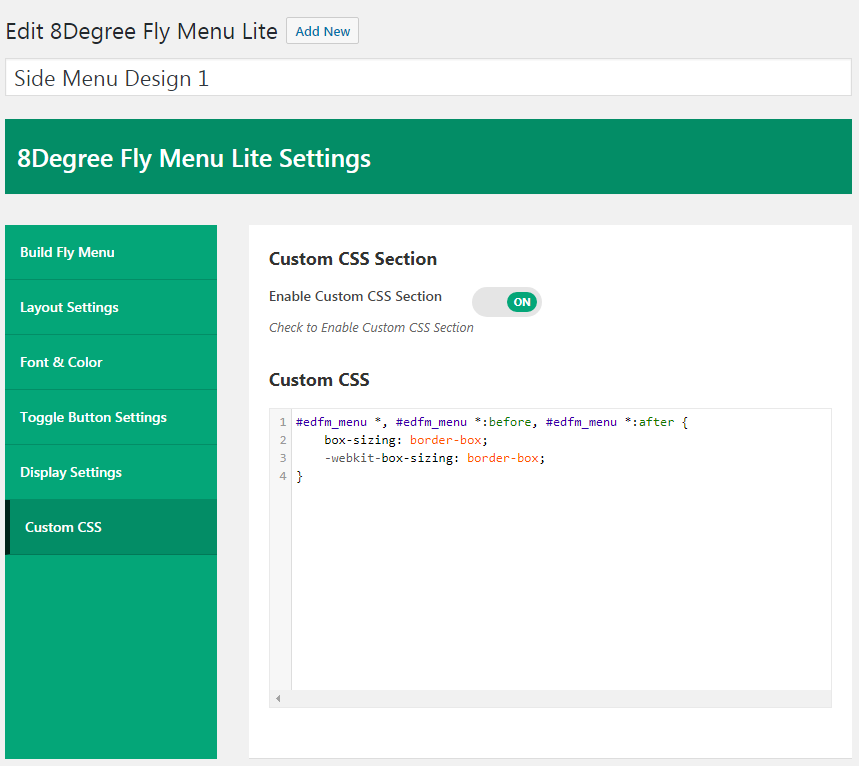 Edit 8Degree Fly Menu Lite Add New
Side Menu Design 1
8Degree Fly Menu Lite Settings
Build Fly Menu
Layout Settings
Font & Color
Toggle Button Settings
Display Settings
Custom CSS
Custom CSS Section
Enable Custom CSS Section ON
Check to Enable Custom CSS Section
Custom CSS
1 #edfm_menu *, #edfm_menu *:before, #edfm_menu *:after {
2     box-sizing: border-box;
3     -webkit-box-sizing: border-box;
4 }